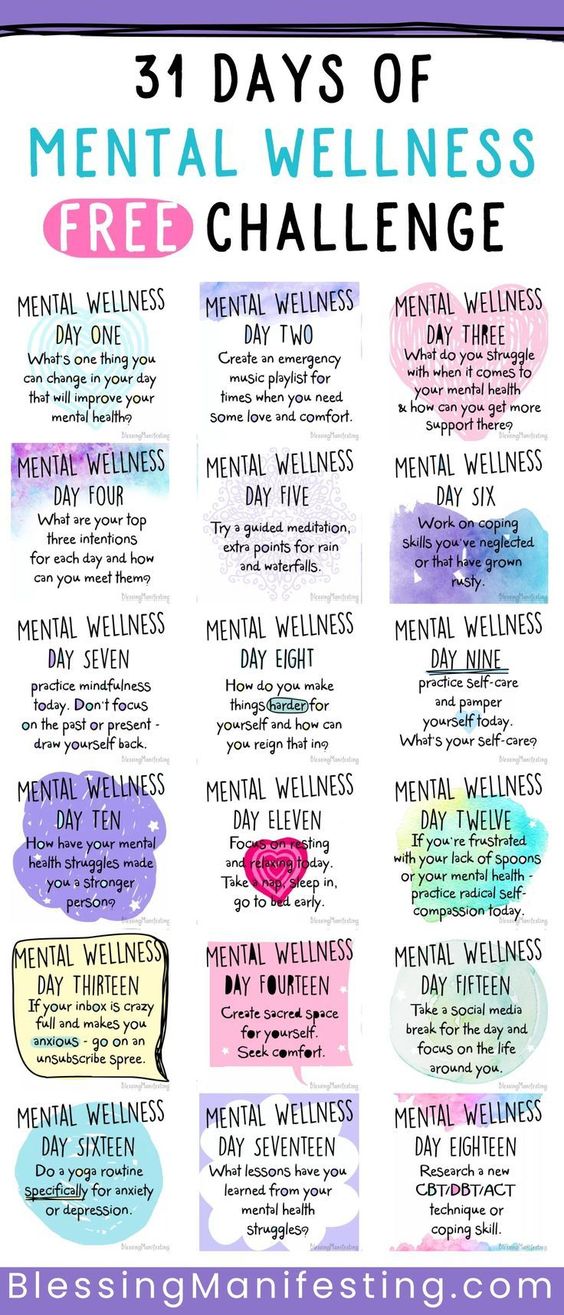 31 DAYS OF
MENTAL WELLNESS
FREE CHALLENGE
MENTAL WELLNESS
DAY ONE
What's one thing you
can change in your day
that will improve your
mental health?
BlessingManifesting
MENTAL WELLNESS
DAY TWO
Create an emergency
music playlist for
times when you need
some love and comfort.
BlessingManifesting
MENTAL WELLNESS
DAY THREE
What do you struggle
with when it comes to
your mental health
& how can you get more
support there?
BlessingManifesting
MENTAL WELLNESS
DAY FOUR
What are your top
three intentions
for each day and how
can you meet them?
BlessingManifesting
MENTAL WELLNESS
DAY FIVE
Try a guided meditation,
extra points for rain
and waterfalls.
BlessingManifesting
MENTAL WELLNESS
DAY SIX
Work on coping
skills you've neglected
or that have grown
rusty.
BlessingManifesting
MENTAL WELLNESS
DAY SEVEN
practice mindfulness
today. Don't focus
on the past or present -
draw yourself back.
BlessingManifesting
MENTAL WELLNESS
DAY EIGHT
How do you make
things harder for
yourself and how can
you reign that in?
BlessingManifesting
MENTAL WELLNESS
DAY NINE
practice self-care
and pamper
yourself today.
What's your self-care?
BlessingManifesting
MENTAL WELLNESS
DAY TEN
How have your mental
health struggles made
you a stronger
person?
BlessingManifesting
MENTAL WELLNESS
DAY ELEVEN
Focus on resting
and relaxing today.
Take a nap, sleep in,
go to bed early.
BlessingManifesting
MENTAL WELLNESS
DAY TWELVE
If you're frustrated
with your lack of spoons
or your mental health -
practice radical self-
compassion today.
BlessingManifesting
MENTAL WELLNESS
DAY THIRTEEN
If your inbox is crazy
full and makes you
anxious - go on an
unsubscribe spree.
BlessingManifesting
MENTAL WELLNESS
DAY FOURTEEN
Create sacred space
for yourself.
Seek comfort.
BlessingManifesting
MENTAL WELLNESS
DAY FIFTEEN
Take a social media
break for the day and
focus on the life
around you.
BlessingManifesting
MENTAL WELLNESS
DAY SIXTEEN
Do a yoga routine
specifically for anxiety
or depression.
BlessingManifesting
MENTAL WELLNESS
DAY SEVENTEEN
What lessons have you
learned from your
mental health
struggles?
BlessingManifesting
MENTAL WELLNESS
DAY EIGHTEEN
Research a new
CBT/DBT/ACT
technique or
coping skill.
BlessingManifesting
BlessingManifesting.com